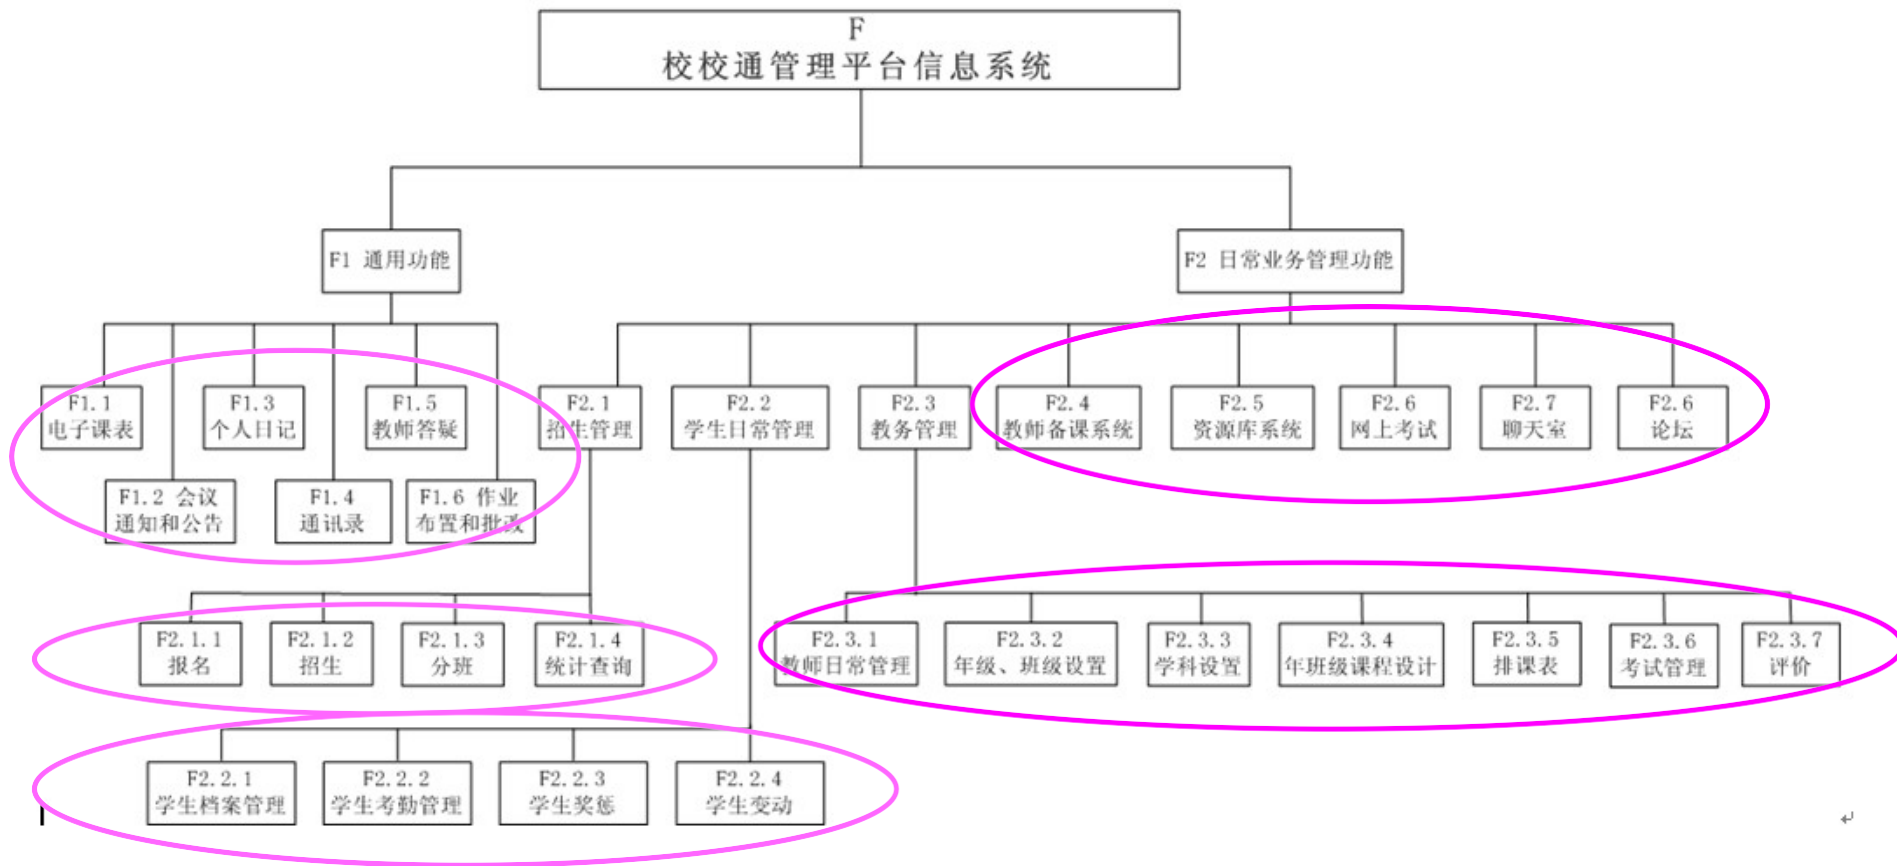 F
校校通管理平台信息系统
F1 通用功能
F2 日常业务管理功能
F1.1
电子课表
F1.3
个人日记
F1.5
教师答疑
F2.1
招生管理
F2.2
学生日常管理
F2.3
教务管理
F2.4
教师备课系统
F2.5
资源库系统
F2.6
网上考试
F2.7
聊天室
F2.6
论坛
F1.2 会议
通知和公告
F1.4
通讯录
F1.6 作业
布置和批改
F2.1.1
报名
F2.1.2
招生
F2.1.3
分班
F2.1.4
统计查询
F2.3.1
教师日常管理
F2.3.2
年级、班级设置
F2.3.3
学科设置
F2.3.4
年班级课程设计
F2.3.5
排课表
F2.3.6
考试管理
F2.3.7
评价
F2.2.1
学生档案管理
F2.2.2
学生考勤管理
F2.2.3
学生奖惩
F2.2.4
学生变动